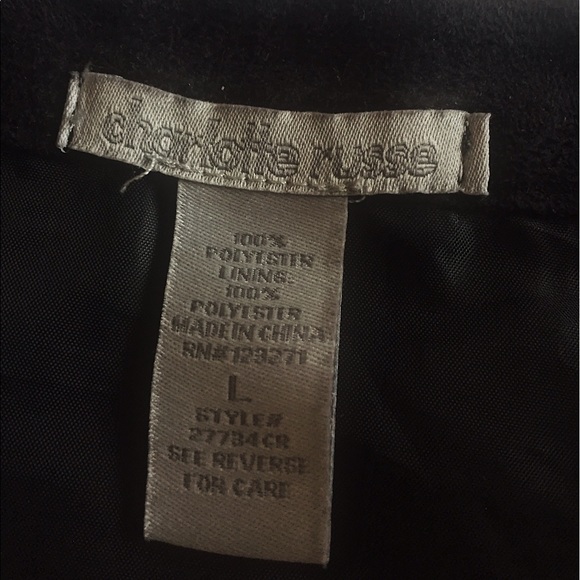 charlotte russe
100%
POLYESTER
LINING:
100%
POLYESTER
MADE IN CHINA
RN#123271
L
STYLE#
27734CR
SEE REVERSE
FOR CARE